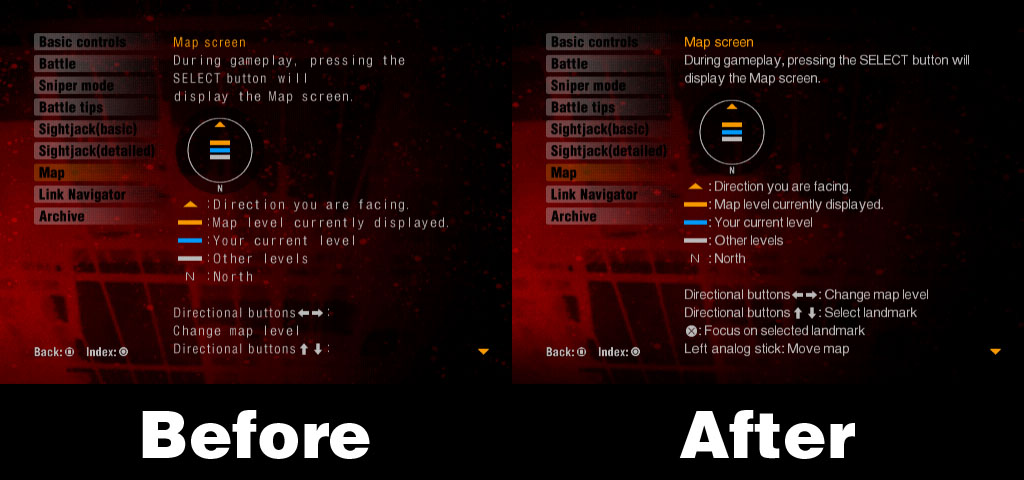 Basic controls
Battle
Sniper mode
Battle tips
Sightjack(basic)
Sightjack(detailed)
Map
Link Navigator
Archive
Map screen
During gameplay, pressing the
SELECT button will
display the Map screen.
N
:Direction you are facing.
:Map level currently displayed.
:Your current level
:Other levels
N :North
Directional buttons←→:
Change map level
Directional buttons↑↓:
Back: Index:
Before
Basic controls
Battle
Sniper mode
Battle tips
Sightjack(basic)
Sightjack(detailed)
Map
Link Navigator
Archive
Map screen
During gameplay, pressing the SELECT button will
display the Map screen.
N
: Direction you are facing.
: Map level currently displayed.
: Your current level
: Other levels
N : North
Directional buttons←→: Change map level
Directional buttons↑↓: Select landmark
ⓧ: Focus on selected landmark
Left analog stick: Move map
Back: Index:
After